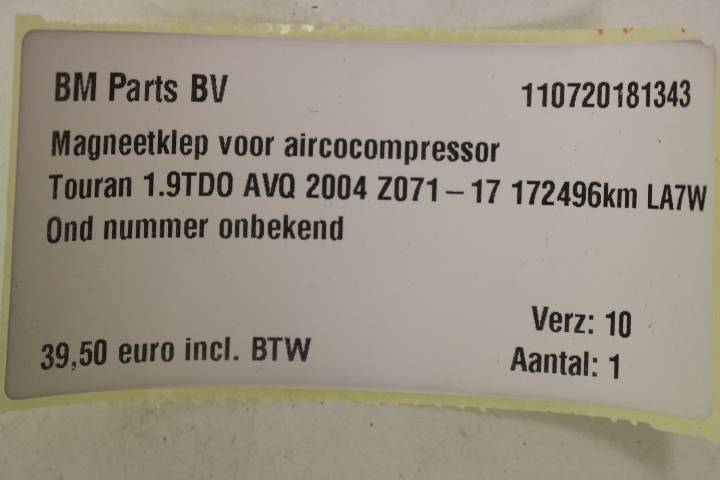 BM Parts BV 110720181343
Magneetklep voor aircocompressor
Touran 1.9TDO AVQ 2004 Z071-17 172496km LA7W
Ond nummer onbekend
Verz: 10
39,50 euro incl. BTW
Aantal: 1